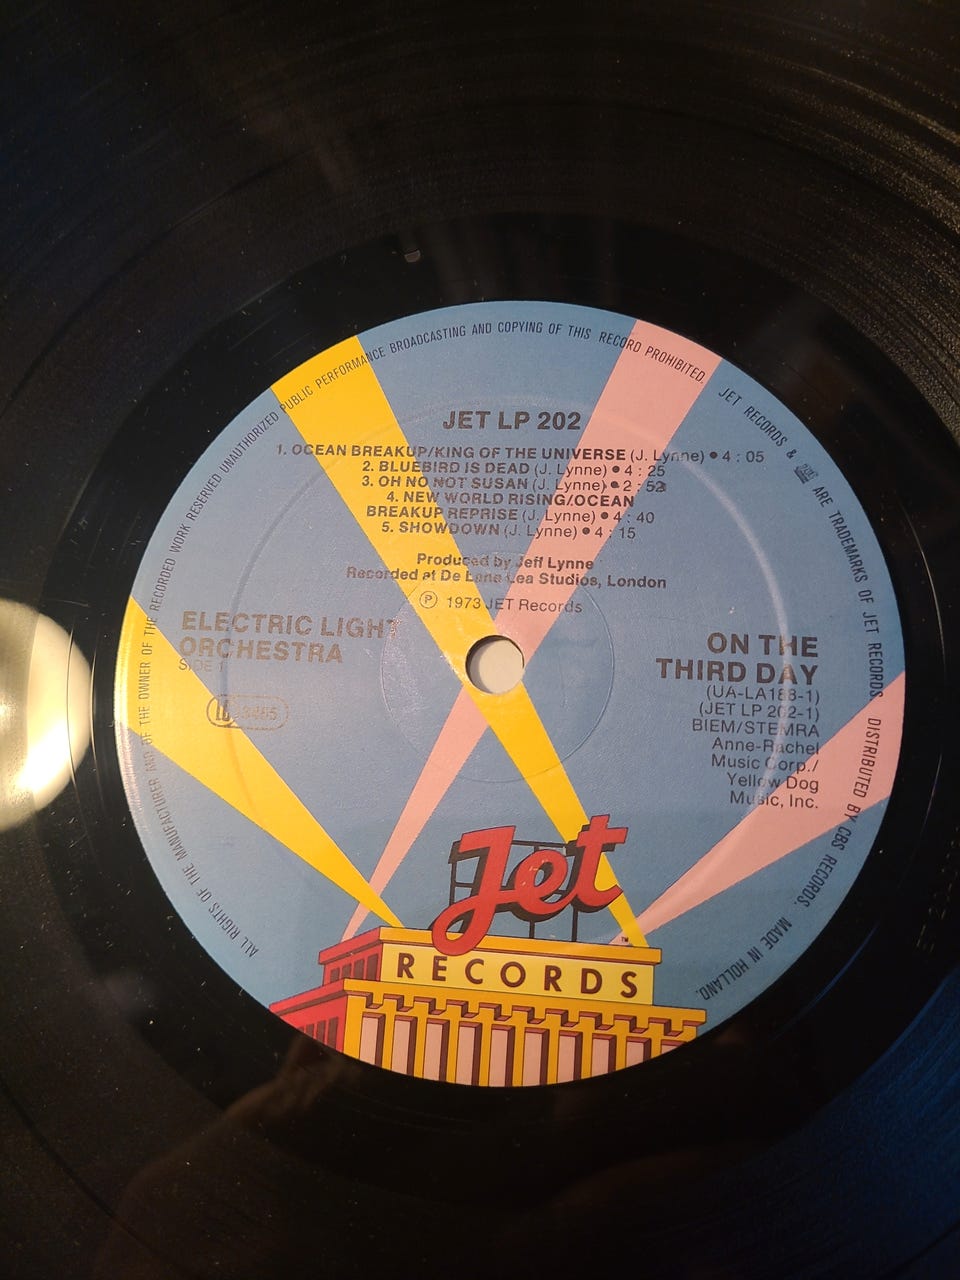 ALL RIGHTS OF THE MANUFACTURER AND OF THE OWNER OF THE RECORDED WORK RESERVED UNAUTHORIZED PUBLIC PERFORMANCE BROADCASTING AND COPYING OF THIS RECORD PROHIBITED.
JET RECORDS & ARE TRADEMARKS OF JET RECORDS DISTRIBUTED BY CBS RECORDS. MADE IN HOLLAND.
JET LP 202
1. OCEAN BREAKUP/KING OF THE UNIVERSE (J. Lynne) ● 4 : 05
2. BLUEBIRD IS DEAD (J. Lynne) ● 4 : 25
3. OH NO NOT SUSAN (J. Lynne) ● 2 : 52
4. NEW WORLD RISING/OCEAN
BREAKUP REPRISE (J. Lynne) ● 4 : 40
5. SHOWDOWN (J. Lynne) ● 4 : 15
Produced by Jeff Lynne
Recorded at De Lane Lea Studios, London
Ⓟ 1973 JET Records
ELECTRIC LIGHT
ORCHESTRA
SIDE 1
ON THE
THIRD DAY
(UA-LA188-1)
(JET LP 202-1)
BIEM/STEMRA
Anne-Rachel
Music Corp./
Yellow Dog
Music, Inc.
Jet
TM
RECORDS